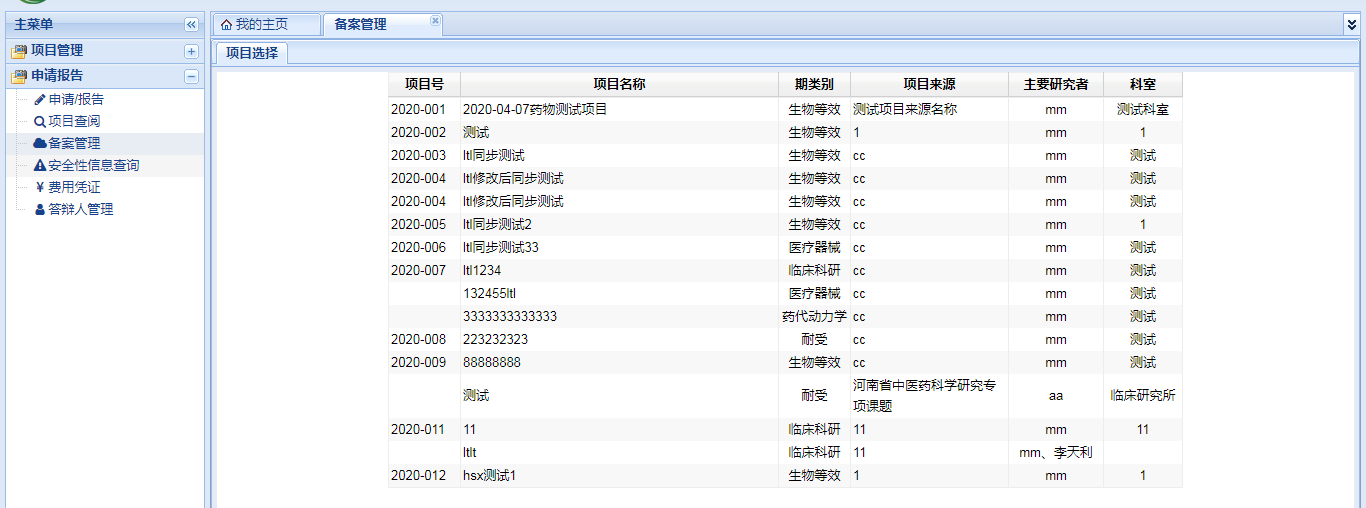 主菜单
项目管理
申请报告
申请/报告
项目查阅
备案管理
安全性信息查询
¥ 费用凭证
答辩人管理
我的主页 备案管理
项目选择
项目号 项目名称 期类别 项目来源 主要研究者 科室
2020-001 2020-04-07药物测试项目 生物等效 测试项目来源名称 mm 测试科室
2020-002 测试 生物等效 1 mm 1
2020-003 ltl同步测试 生物等效 cc mm 测试
2020-004 ltl修改后同步测试 生物等效 cc mm 测试
2020-004 ltl修改后同步测试 生物等效 cc mm 测试
2020-005 ltl同步测试2 生物等效 cc mm 1
2020-006 ltl同步测试33 医疗器械 cc mm 测试
2020-007 ltl1234 临床科研 cc mm 测试
132455ltl 医疗器械 cc mm 测试
3333333333333 药代动力学 cc mm 测试
2020-008 223232323 耐受 cc mm 测试
2020-009 88888888 生物等效 cc mm 测试
测试 耐受 河南省中医药科学研究专 aa 临床研究所
项课题
2020-011 11 临床科研 11 mm 11
ltlt 临床科研 11 mm、李天利
2020-012 hsx测试1 生物等效 1 mm 1